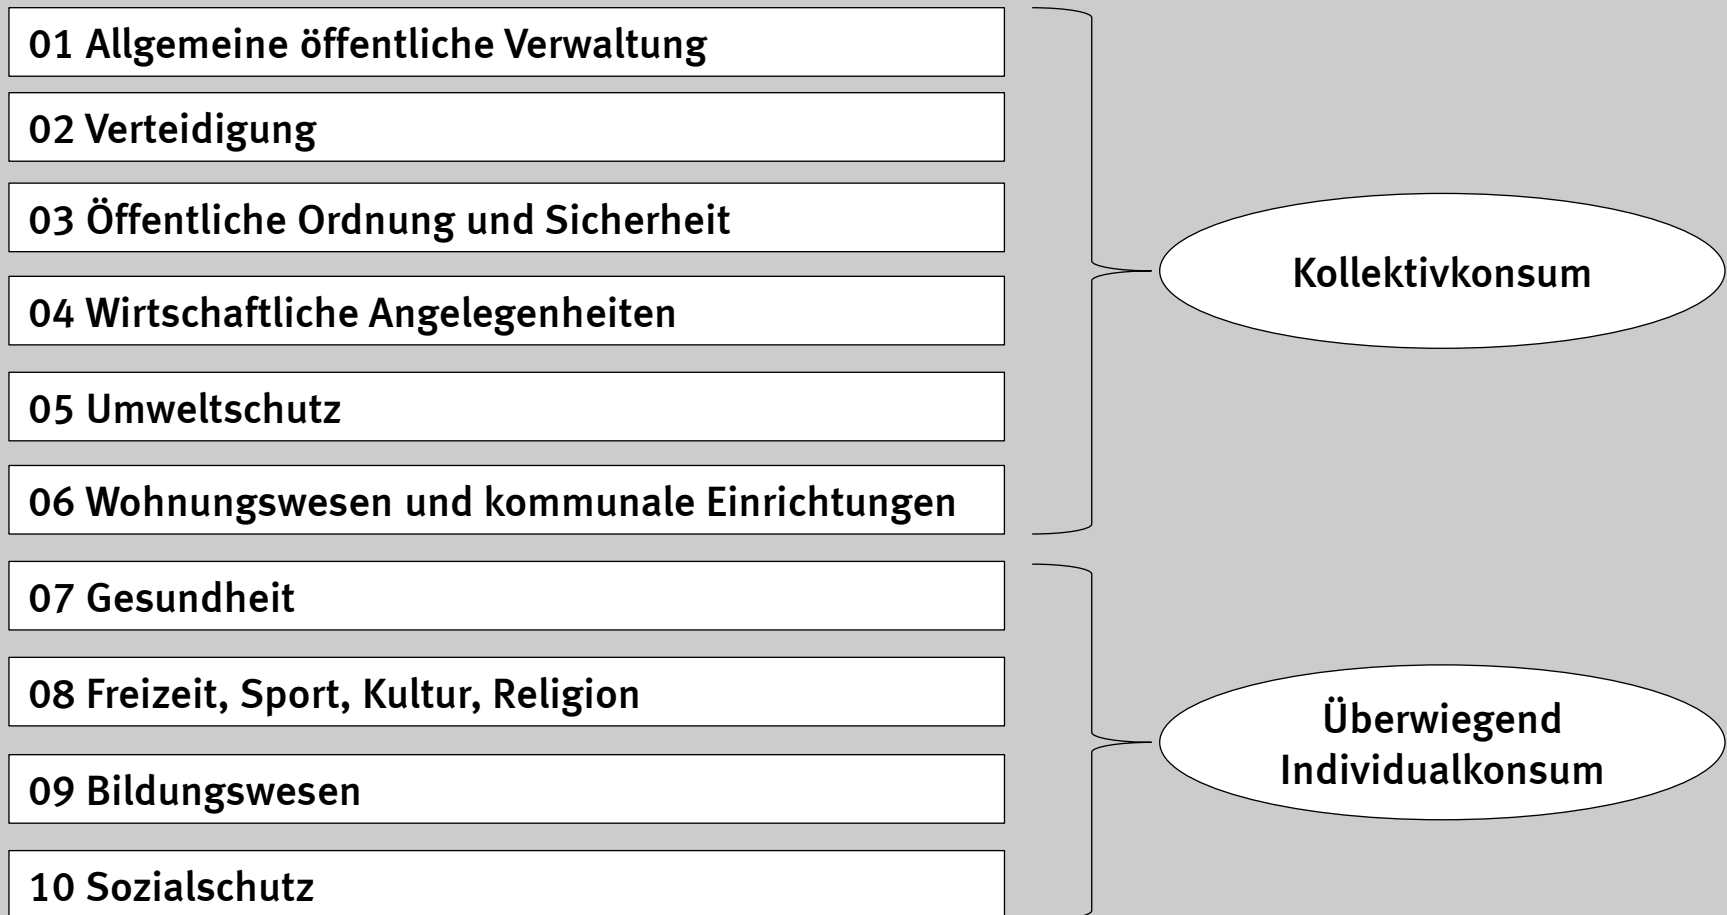 01 Allgemeine öffentliche Verwaltung
02 Verteidigung
03 Öffentliche Ordnung und Sicherheit
04 Wirtschaftliche Angelegenheiten
05 Umweltschutz
06 Wohnungswesen und kommunale Einrichtungen
Kollektivkonsum
07 Gesundheit
08 Freizeit, Sport, Kultur, Religion
09 Bildungswesen
10 Sozialschutz
Überwiegend
Individualkonsum